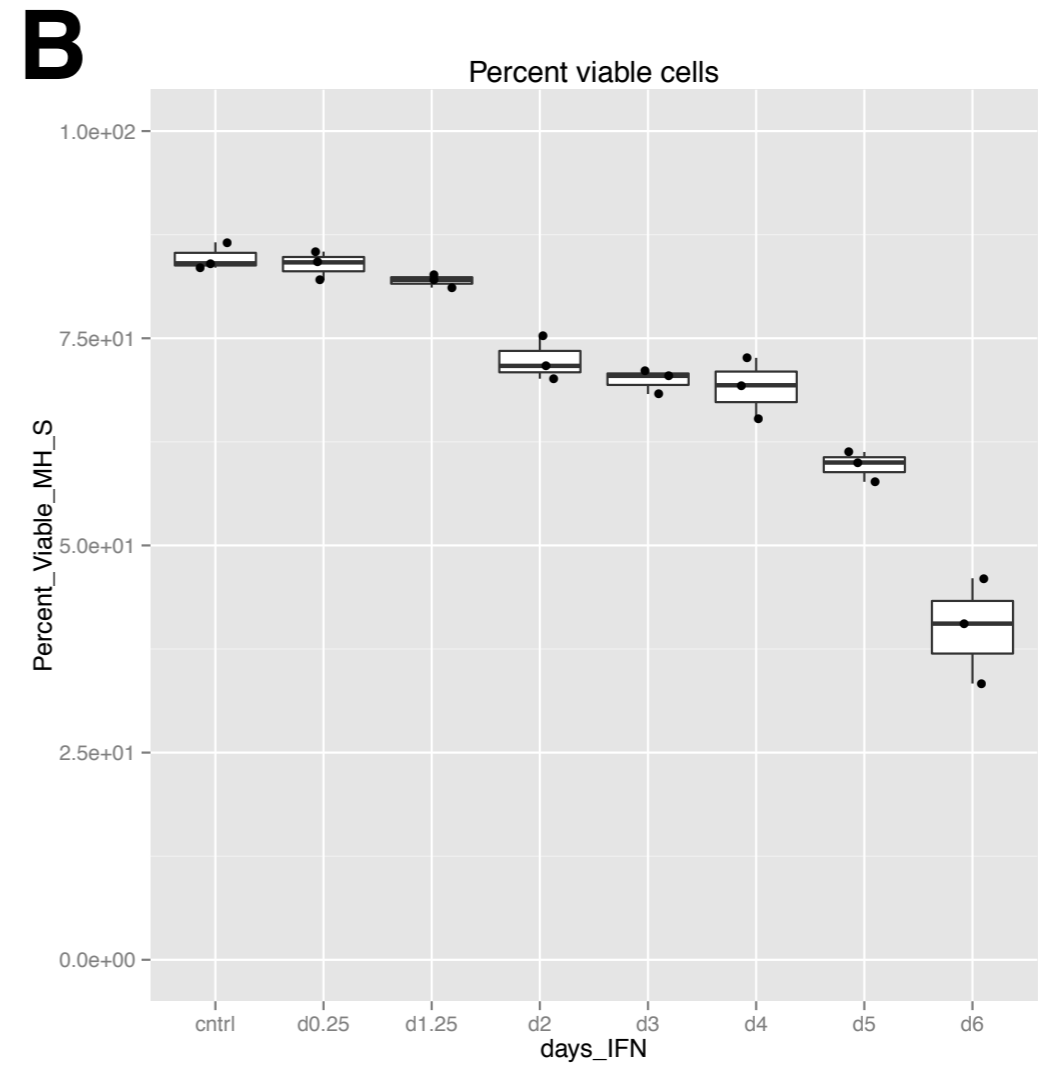 B
Percent viable cells
1.0e+02
7.5e+01
5.0e+01
2.5e+01
0.0e+00
Percent_Viable_MH_S
cntrl d0.25 d1.25 d2 d3 d4 d5 d6
days_IFN